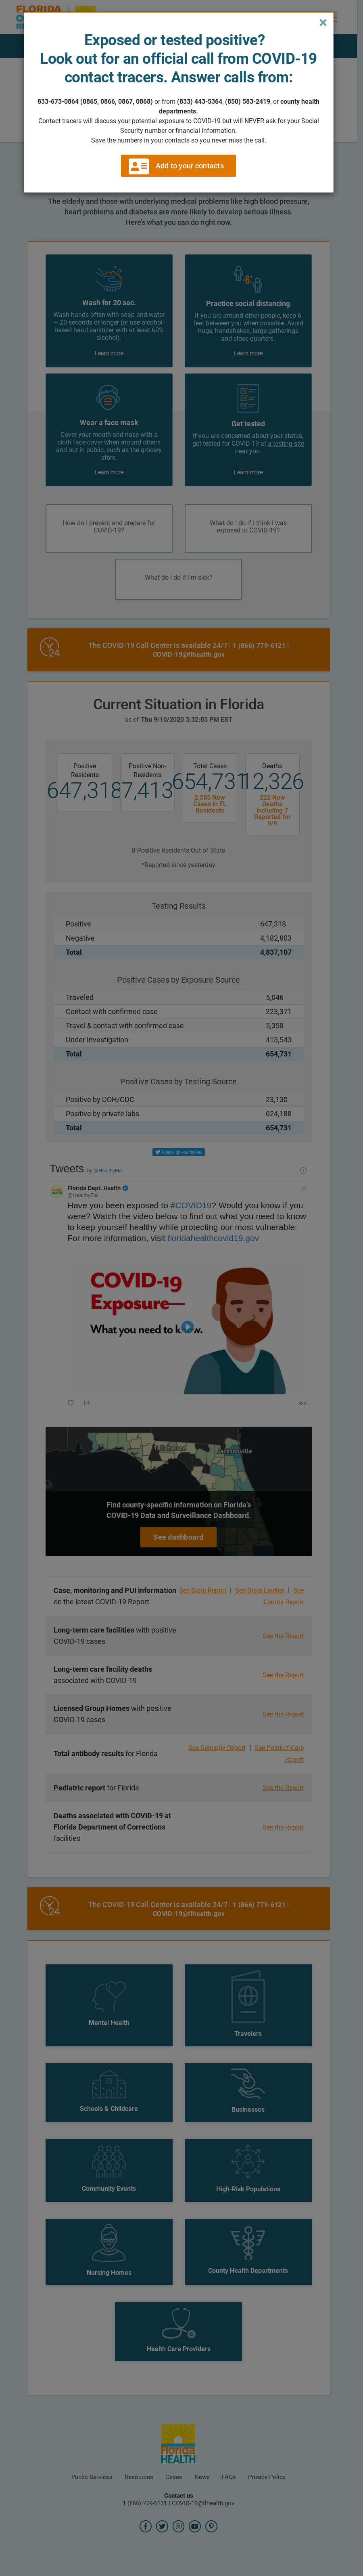 FLORIDA
×
Exposed or tested positive?
Look out for an official call from COVID-19
contact tracers. Answer calls from:
833-673-0864 (0865, 0866, 0867, 0868) or from (833) 443-5364, (850) 583-2419, or county health
departments.
Contact tracers will discuss your potential exposure to COVID-19 but will NEVER ask for your Social
Security number or financial information.
Save the numbers in your contacts so you never miss the call.
Add to your contacts
The elderly and those with underlying medical problems like high blood pressure,
heart problems and diabetes are more likely to develop serious illness.
Here's what you can do right now.
Wash for 20 sec.
Wash hands often with soap and water
– 20 seconds or longer (or use alcohol-
based hand sanitizer with at least 60%
alcohol).
Learn more
Practice social distancing
If you are around other people, keep 6
feet between you when possible. Avoid
hugs, handshakes, large gatherings
and close quarters.
Learn more
Wear a face mask
Cover your mouth and nose with a
cloth face cover when around others
and out in public, such as the grocery
store.
Learn more
Get tested
If you are concerned about your status,
get tested for COVID-19 at a testing site
near you.
Learn more
How do I prevent and prepare for
COVID-19?
What do I do if I think I was
exposed to COVID-19?
What do I do if I'm sick?
24
The COVID-19 Call Center is available 24/7 | 1 (866) 779-6121 |
COVID-19@flhealth.gov
Current Situation in Florida
as of Thu 9/10/2020 3:32:03 PM EST
Positive
Residents
647,318
Positive Non-
Residents
7,413
Total Cases
654,731
2,585 New
Cases in FL
Residents
Deaths
12,326
222 New
Deaths
including 7
Reported for
9/9
8 Positive Residents Out of State
*Reported since yesterday
Testing Results
Positive 647,318
Negative 4,182,803
Total 4,837,107
Positive Cases by Exposure Source
Traveled 5,046
Contact with confirmed case 223,371
Travel & contact with confirmed case 5,358
Under Investigation 413,543
Total 654,731
Positive Cases by Testing Source
Positive by DOH/CDC 23,130
Positive by private labs 624,188
Total 654,731
Follow @HealthyFla
Tweets by @HealthyFla
Florida Dept. Health
@HealthyFla
Have you been exposed to #COVID19? Would you know if you
were? Watch the video below to find out what you need to know
to keep yourself healthy while protecting our most vulnerable.
For more information, visit floridahealthcovid19.gov
COVID-19
Exposure—
What you need to know.
Jacksonville
Find county-specific information on Florida's
COVID-19 Data and Surveillance Dashboard.
See dashboard
Case, monitoring and PUI information
on the latest COVID-19 Report
See State Report | See State Linelist | See
County Report
Long-term care facilities with positive
COVID-19 cases
See the Report
Long-term care facility deaths
associated with COVID-19
See the Report
Licensed Group Homes with positive
COVID-19 cases
See the Report
Total antibody results for Florida
See Serology Report | See Point-of-Care
Report
Pediatric report for Florida
See the Report
Deaths associated with COVID-19 at
Florida Department of Corrections
facilities
See the Report
24
The COVID-19 Call Center is available 24/7 | 1 (866) 779-6121 |
COVID-19@flhealth.gov
Mental Health
Travelers
Schools & Childcare
Businesses
Community Events
High-Risk Populations
Nursing Homes
County Health Departments
Health Care Providers
Florida
HEALTH
Public Services Resources Cases News FAQs Privacy Policy
Contact us
1 (866) 779-6121 | COVID-19@flhealth.gov